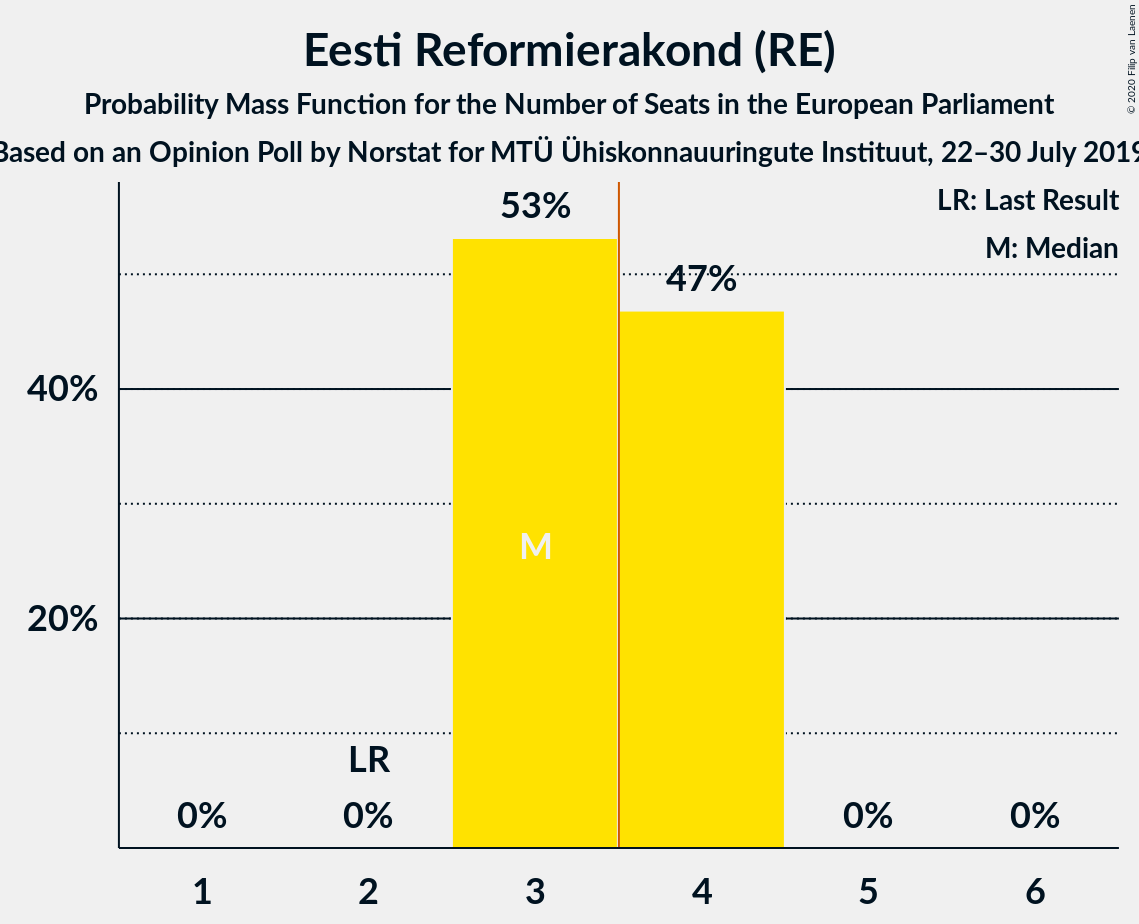 Eesti Reformierakond (RE)
Probability Mass Function for the Number of Seats in the European Parliament
Based on an Opinion Poll by Norstat for MTÜ Ühiskonnauuringute Instituut, 22–30 July 2019
© 2020 Filip van Laenen
LR: Last Result
M: Median
53%
47%
40%
M
20%
LR
0%
0%
0%
0%
1
2
3
4
5
6